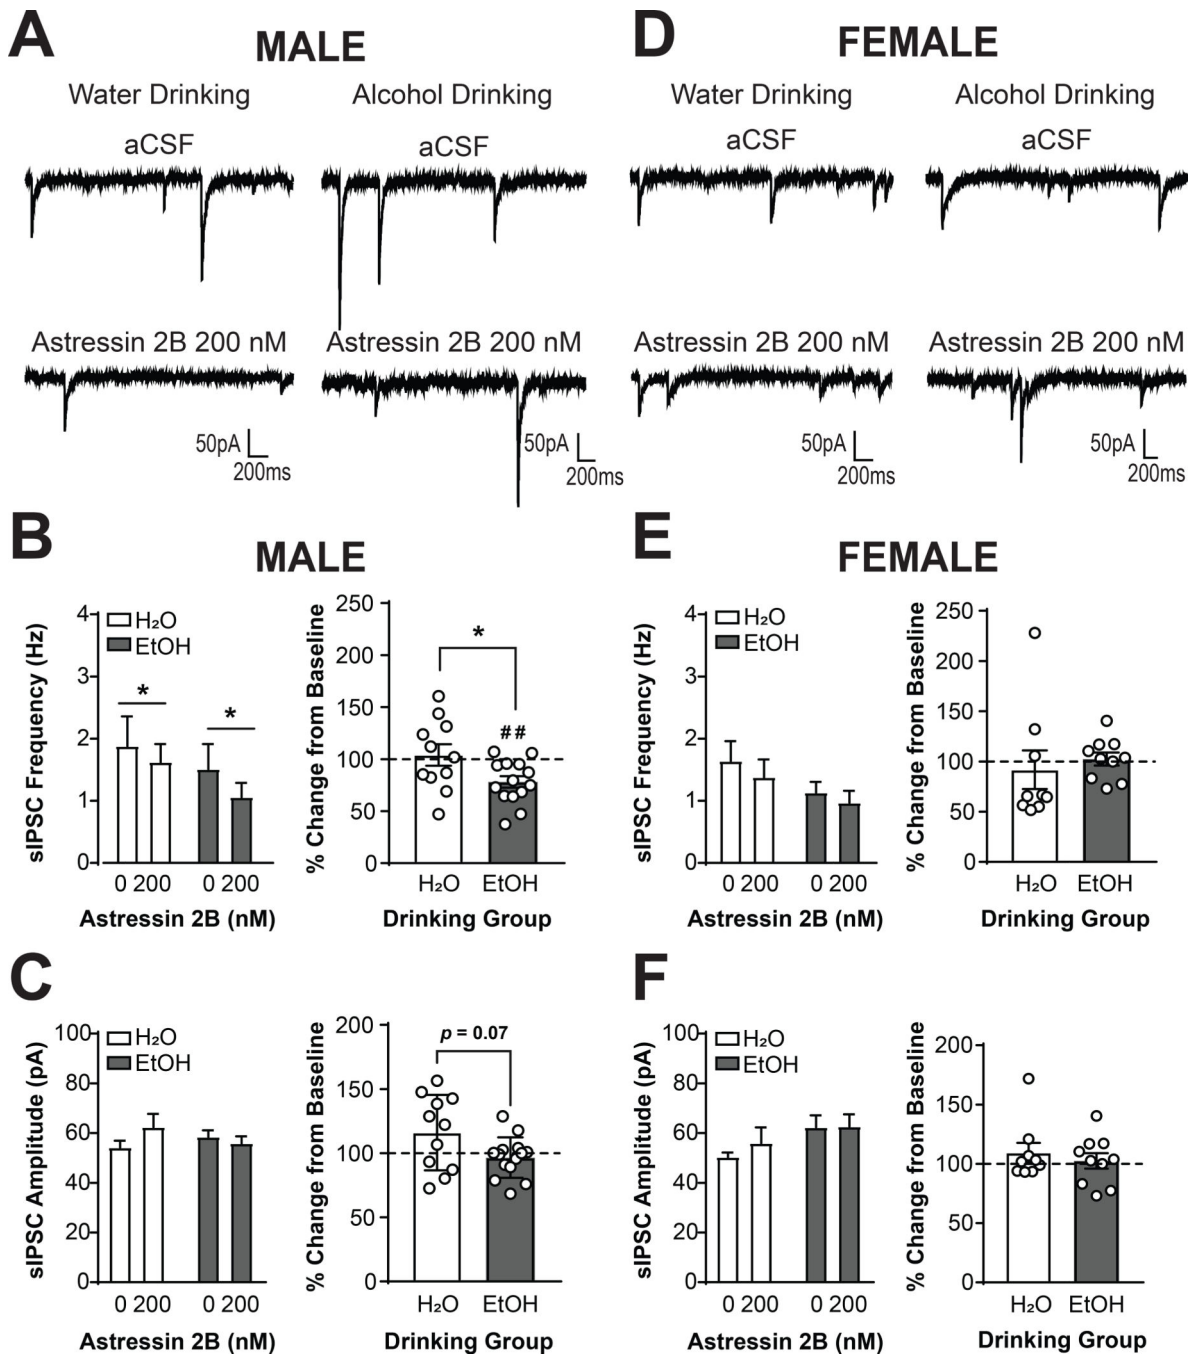 A
MALE
Water Drinking
Alcohol Drinking
aCSF
aCSF
Astressin 2B 200 nM
Astressin 2B 200 nM
50pA
200ms
50pA
200ms
D
FEMALE
Water Drinking
Alcohol Drinking
aCSF
aCSF
Astressin 2B 200 nM
Astressin 2B 200 nM
50pA
200ms
50pA
200ms
B
MALE
sIPSC Frequency (Hz)
4
3
2
1
0
H₂O
EtOH
*
*
0 200
0 200
Astressin 2B (nM)
% Change from Baseline
250
200
150
100
50
0
*
##
H₂O
EtOH
Drinking Group
E
FEMALE
sIPSC Frequency (Hz)
4
3
2
1
0
H₂O
EtOH
0 200
0 200
Astressin 2B (nM)
% Change from Baseline
250
200
150
100
50
0
H₂O
EtOH
Drinking Group
C
sIPSC Amplitude (pA)
100
80
60
40
20
0
H₂O
EtOH
0 200
0 200
Astressin 2B (nM)
% Change from Baseline
200
150
100
50
0
p = 0.07
H₂O
EtOH
Drinking Group
F
sIPSC Amplitude (pA)
100
80
60
40
20
0
H₂O
EtOH
0 200
0 200
Astressin 2B (nM)
% Change from Baseline
200
150
100
50
0
H₂O
EtOH
Drinking Group